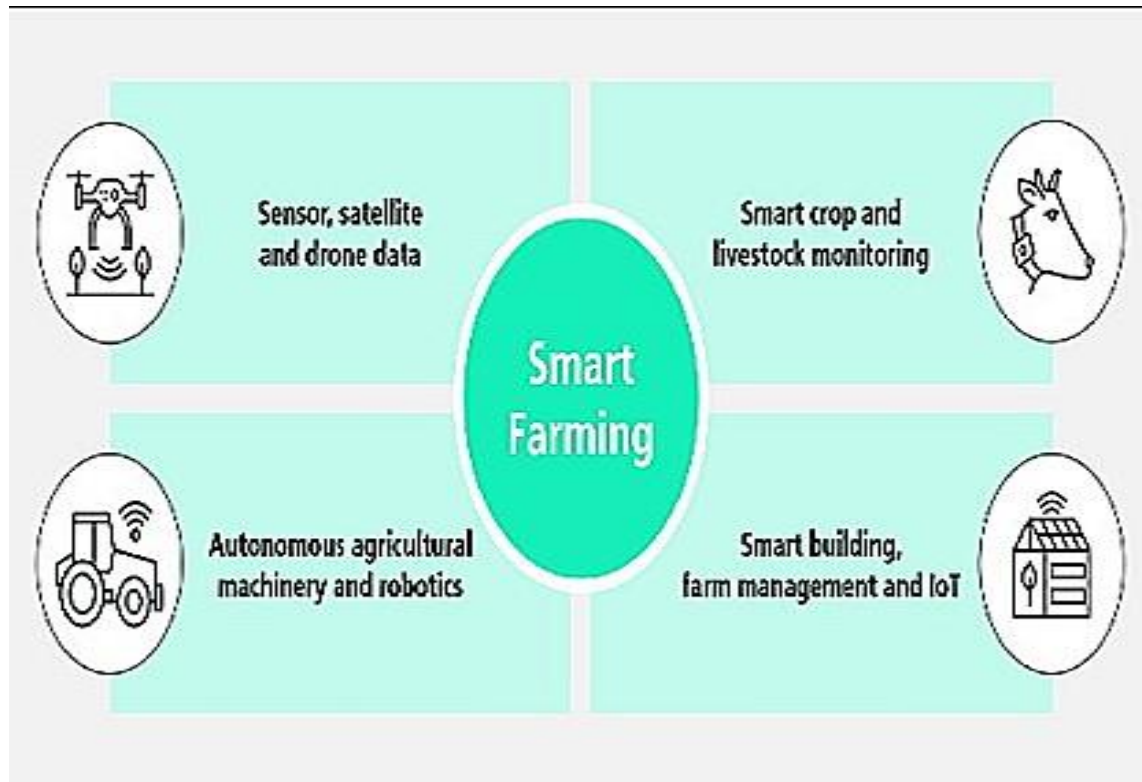 Sensor, satellite
and drone data
Smart crop and
livestock monitoring
Smart
Farming
Autonomous agricultural
machinery and robotics
Smart building,
farm management and IoT